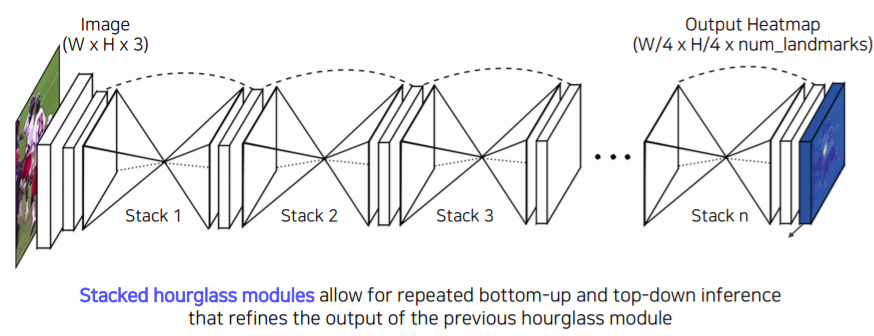 Image
(W x H x 3)
Output Heatmap
(W/4 x H/4 x num_landmarks)
Stack 1
Stack 2
Stack 3
Stack n
Stacked hourglass modules allow for repeated bottom-up and top-down inference
that refines the output of the previous hourglass module